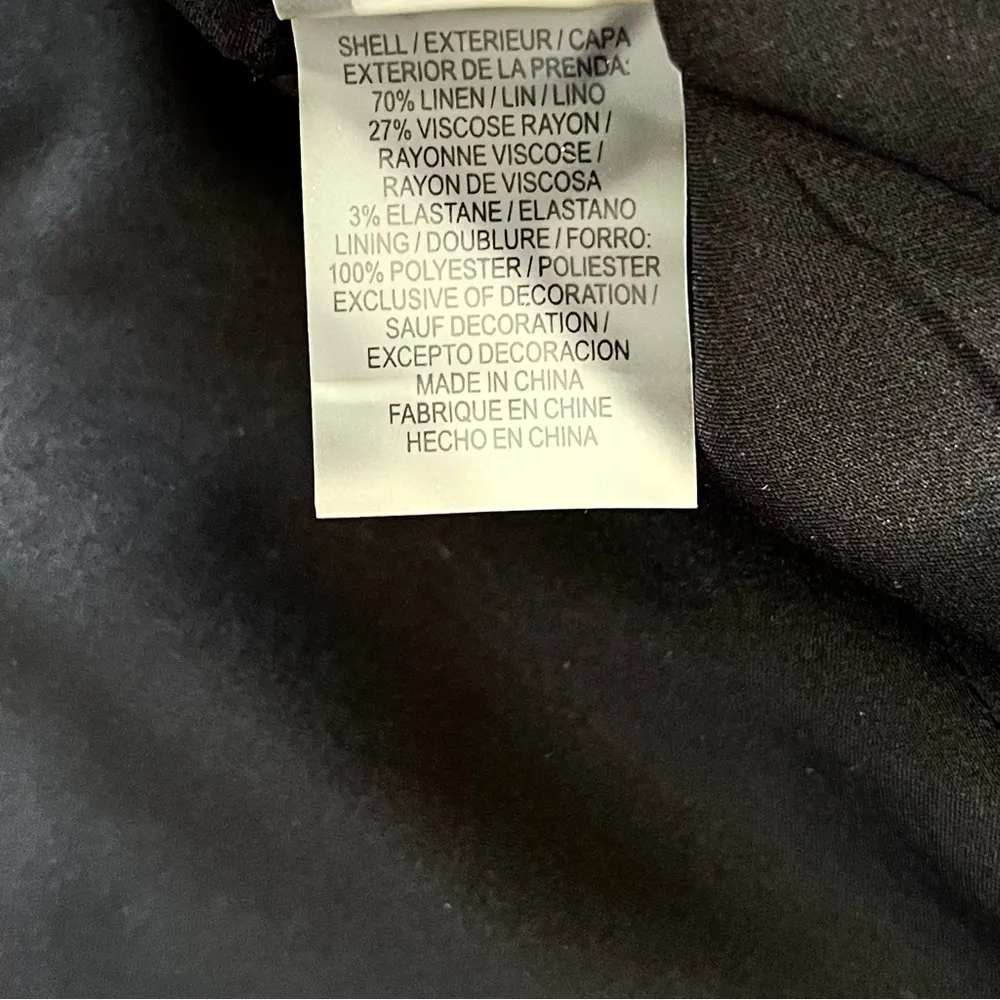 SHELL / EXTERIEUR / CAPA
EXTERIOR DE LA PRENDA:
70% LINEN / LIN / LINO
27% VISCOSE RAYON /
RAYONNE VISCOSE /
RAYON DE VISCOSA
3% ELASTANE / ELASTANO
LINING / DOUBLURE / FORRO:
100% POLYESTER / POLIESTER
EXCLUSIVE OF DECORATION /
SAUF DECORATION /
EXCEPTO DECORACION
MADE IN CHINA
FABRIQUE EN CHINE
HECHO EN CHINA